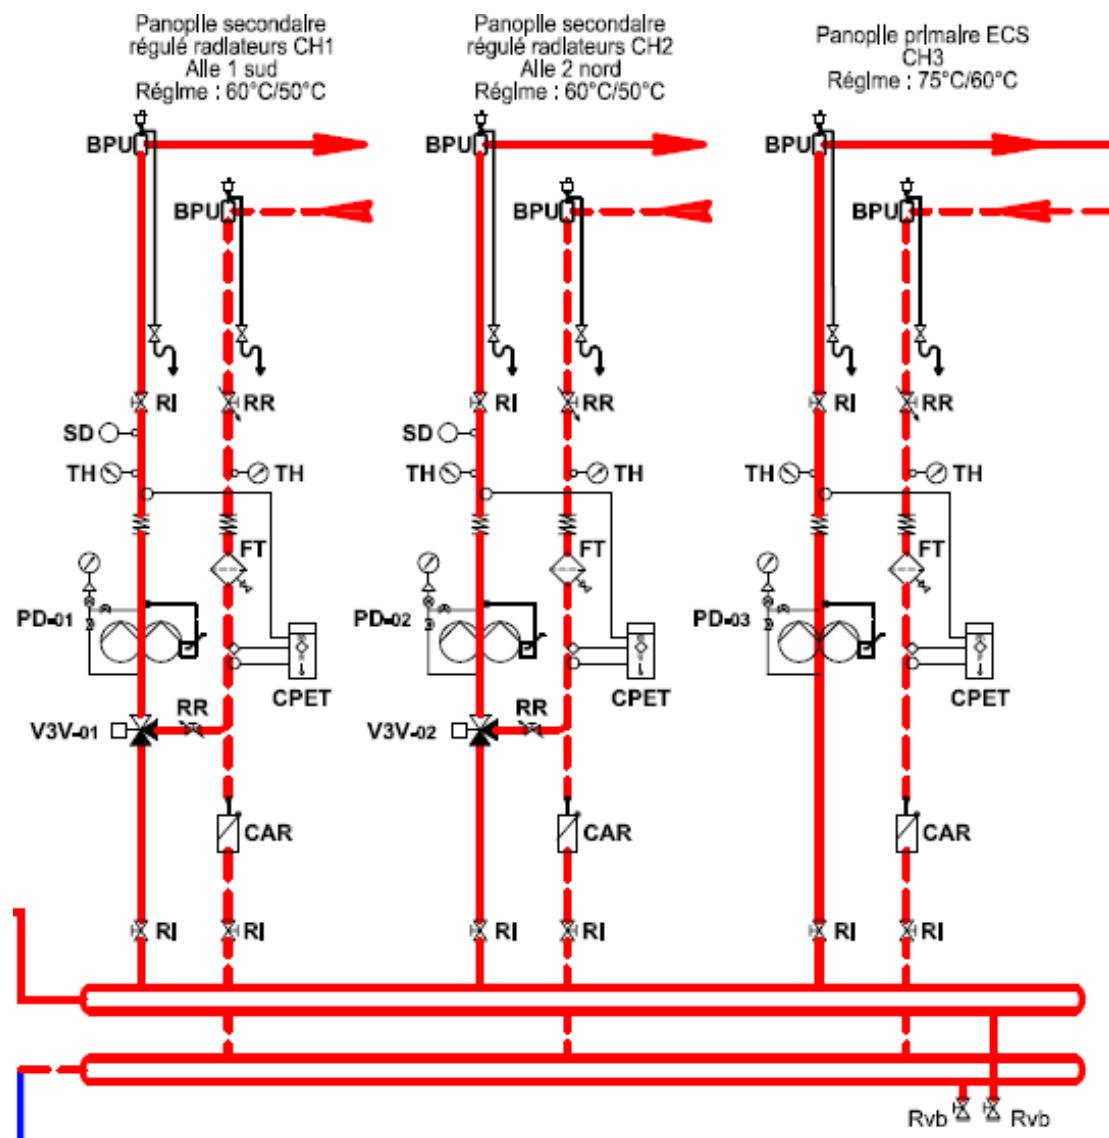 Panoplie secondaire
régulé radiateurs CH1
Alle 1 sud
Régime : 60°C/50°C
Panoplie secondaire
régulé radiateurs CH2
Alle 2 nord
Régime : 60°C/50°C
Panoplie primaire ECS
CH3
Régime : 75°C/60°C
BPU
BPU
BPU
BPU
BPU
BPU
RI
RR
RI
RR
RI
RR
SD
SD
TH
TH
TH
TH
TH
TH
FT
FT
FT
PD-01
PD-02
PD-03
CPET
CPET
CPET
RR
RR
V3V-01
V3V-02
CAR
CAR
CAR
RI
RI
RI
RI
RI
RI
Rvb
Rvb